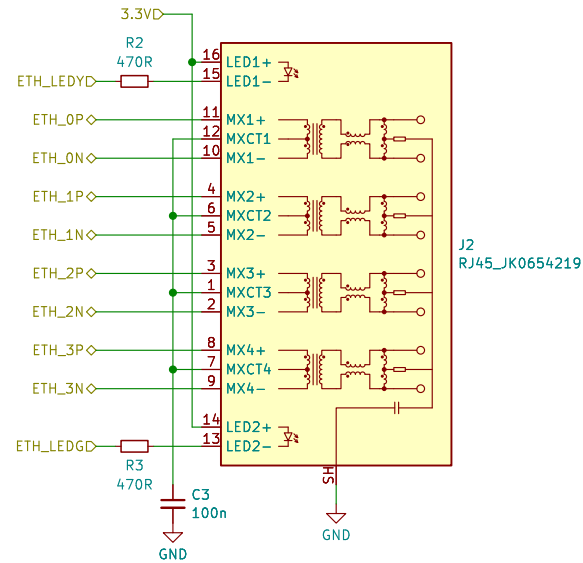 3.3V
R2
470R
16 LED1+
ETH_LEDY 15 LED1-
ETH_0P 11 MX1+
12 MXCT1
ETH_0N 10 MX1-
ETH_1P 4 MX2+
6 MXCT2
ETH_1N 5 MX2-
J2
RJ45_JK0654219
ETH_2P 3 MX3+
1 MXCT3
ETH_2N 2 MX3-
ETH_3P 8 MX4+
7 MXCT4
ETH_3N 9 MX4-
14 LED2+
ETH_LEDG 13 LED2-
R3
470R
SH
C3
100n
GND
GND